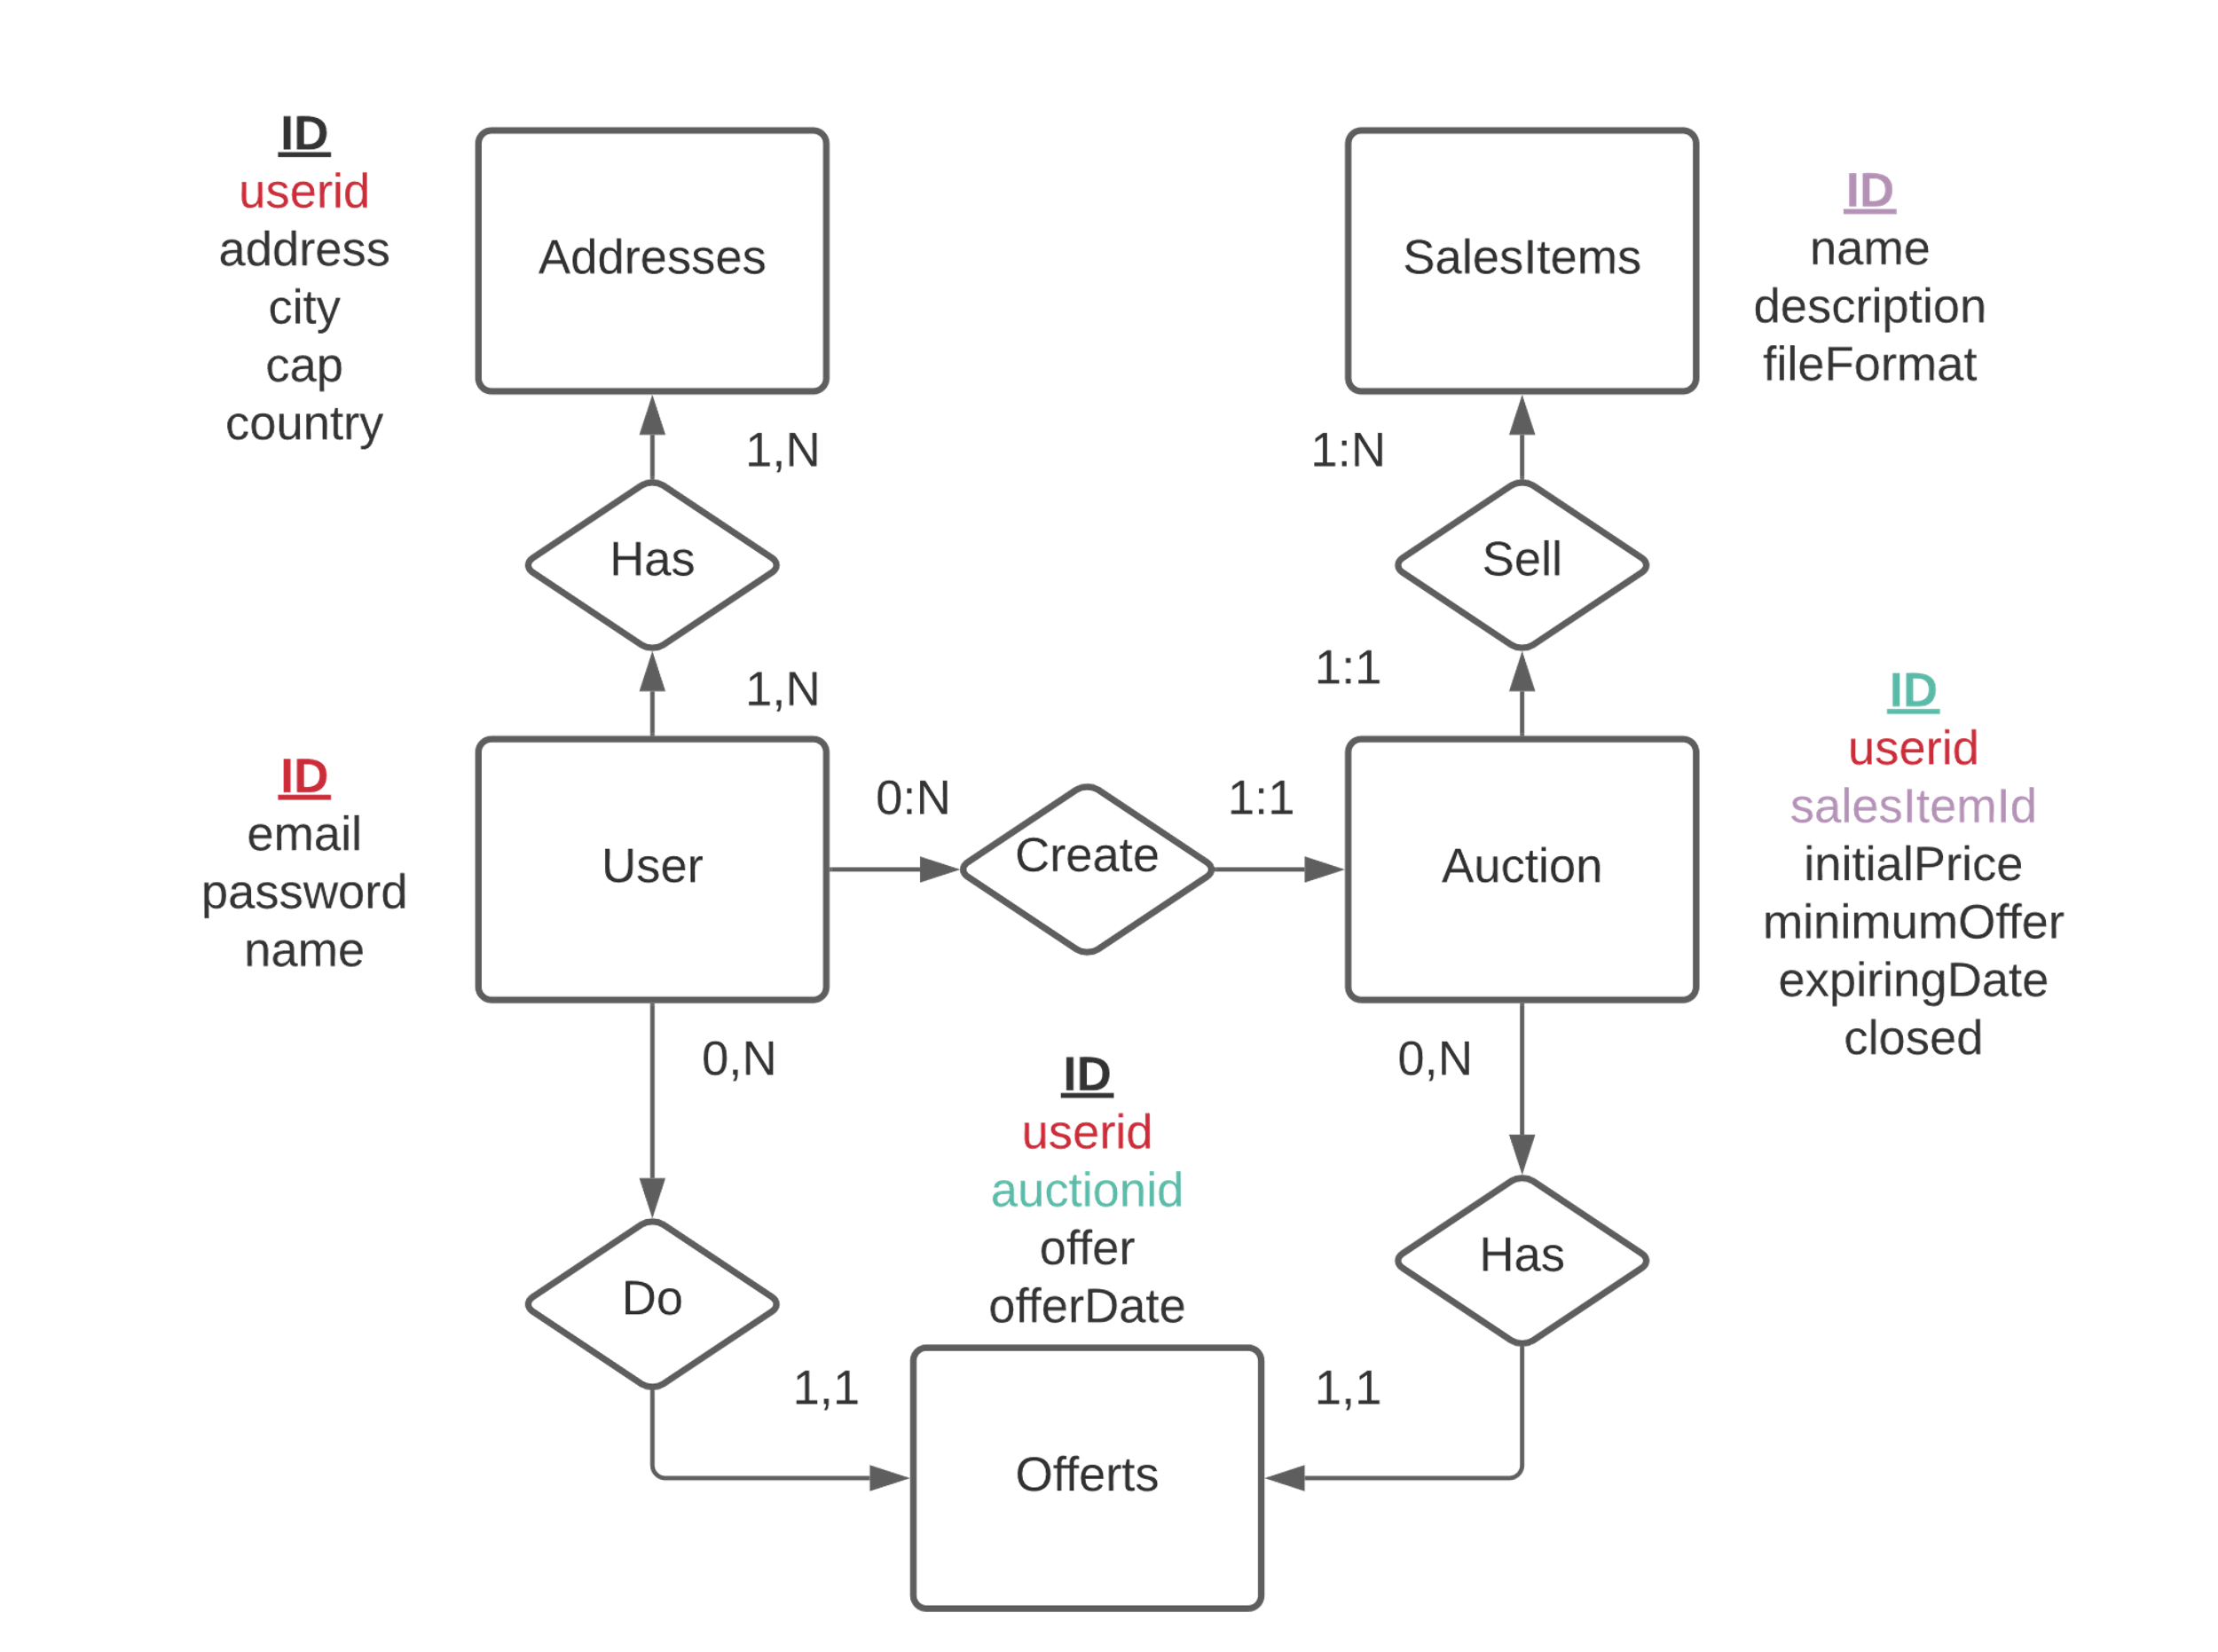 ID
userid
address
city
cap
country
Addresses
SalesItems
ID
name
description
fileFormat
1,N
1:N
Has
Sell
1,N
1:1
ID
email
password
name
User
0:N
Create
1:1
Auction
ID
userid
salesItemId
initialPrice
minimumOffer
expiringDate
closed
0,N
0,N
ID
userid
auctionid
offer
offerDate
Do
Has
1,1
1,1
Offerts